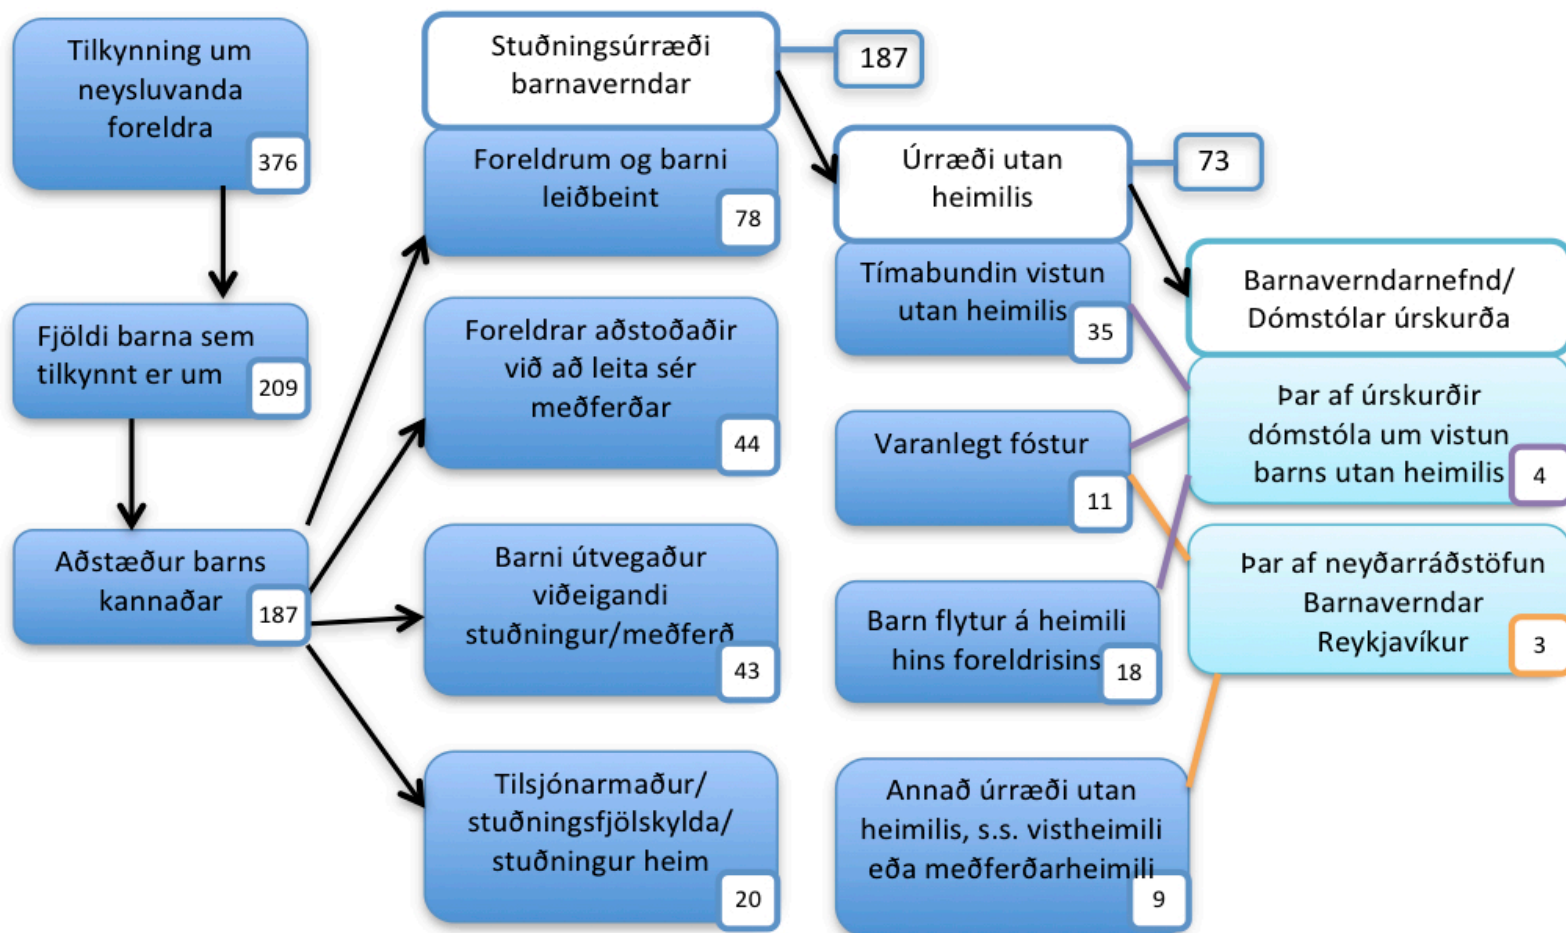 Tilkynning um
neysluvanda
foreldra
376
Fjöldi barna sem
tilkynnt er um
209
Aðstæður barns
kannaðar
187
Stuðningsúrræði
barnaverndar
187
Foreldrum og barni
leiðbeint
78
Foreldrar aðstoðaðir
við að leita sér
meðferðar
44
Barni útvegaður
viðeigandi
stuðningur/meðferð
43
Tilsjónarmaður/
stuðningsfjölskylda/
stuðningur heim
20
Úrræði utan
heimilis
73
Tímabundin vistun
utan heimilis
35
Varanlegt fóstur
11
Barn flytur á heimili
hins foreldrisins
18
Annað úrræði utan
heimilis, s.s. vistheimili
eða meðferðarheimili
9
Barnaverndarnefnd/
Dómstólar úrskurða
Þar af úrskurðir
dómstóla um vistun
barns utan heimilis
4
Þar af neyðarráðstöfun
Barnaverndar
Reykjavíkur
3